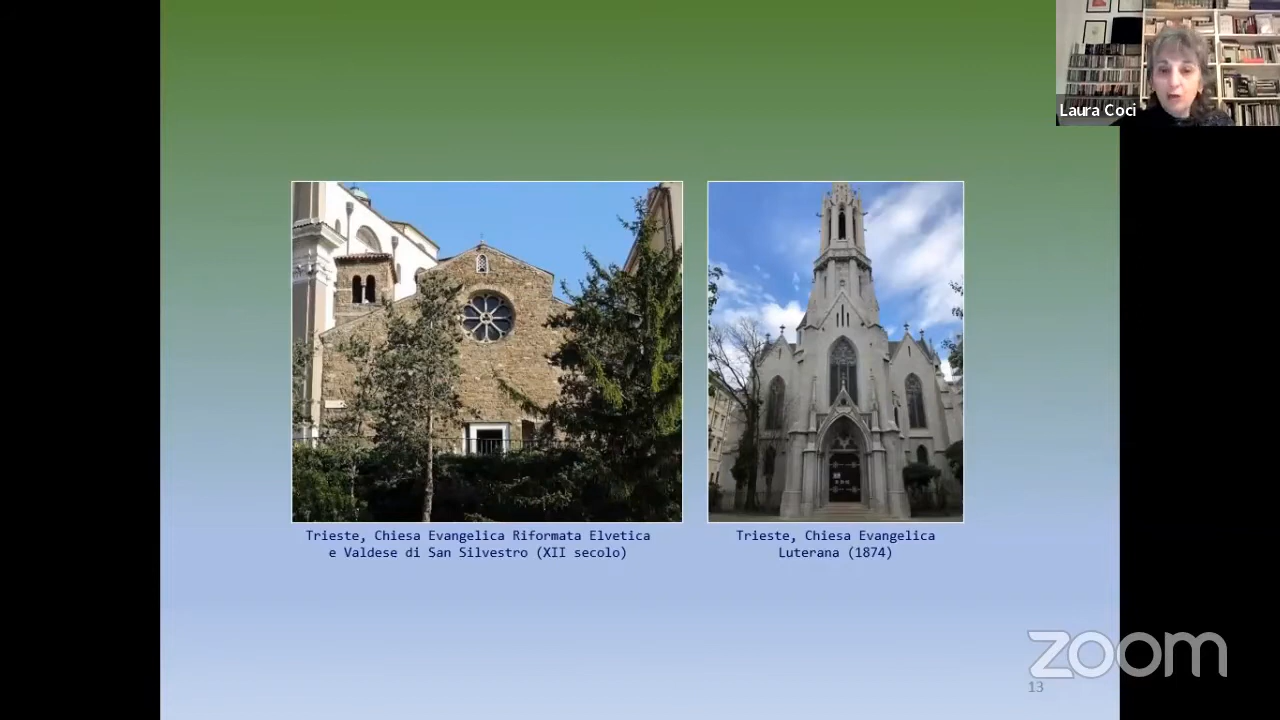 Laura Coci
Trieste, Chiesa Evangelica Riformata Elvetica
e Valdese di San Silvestro (XII secolo)
Trieste, Chiesa Evangelica
Luterana (1874)
zoom
13